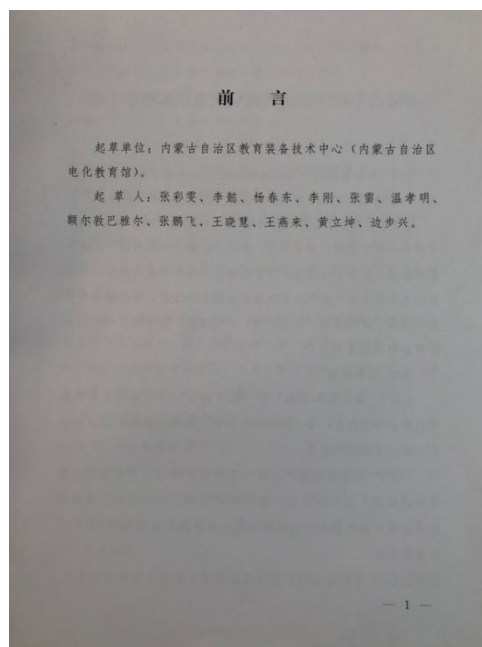 前 言
起草单位：内蒙古自治区教育装备技术中心（内蒙古自治区
电化教育馆）。
起 草 人：张彩雯、李懿、杨春东、李刚、张雷、温孝明、
额尔敦巴雅尔、张鹏飞、王晓慧、王燕来、黄立坤、边步兴。
— 1 —